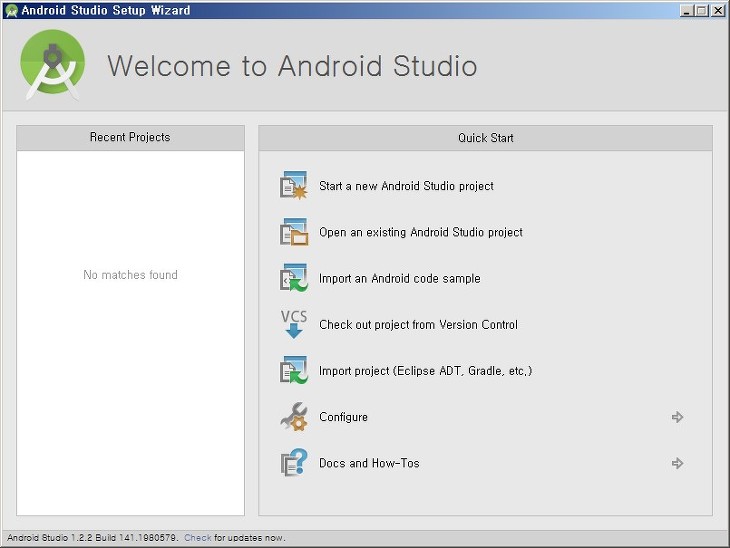 Android Studio Setup Wizard
Welcome to Android Studio
Recent Projects
No matches found
Quick Start
Start a new Android Studio project
Open an existing Android Studio project
Import an Android code sample
VCS
Check out project from Version Control
Import project (Eclipse ADT, Gradle, etc.)
Configure
Docs and How-Tos
Android Studio 1.2.2 Build 141.1980579. Check for updates now.